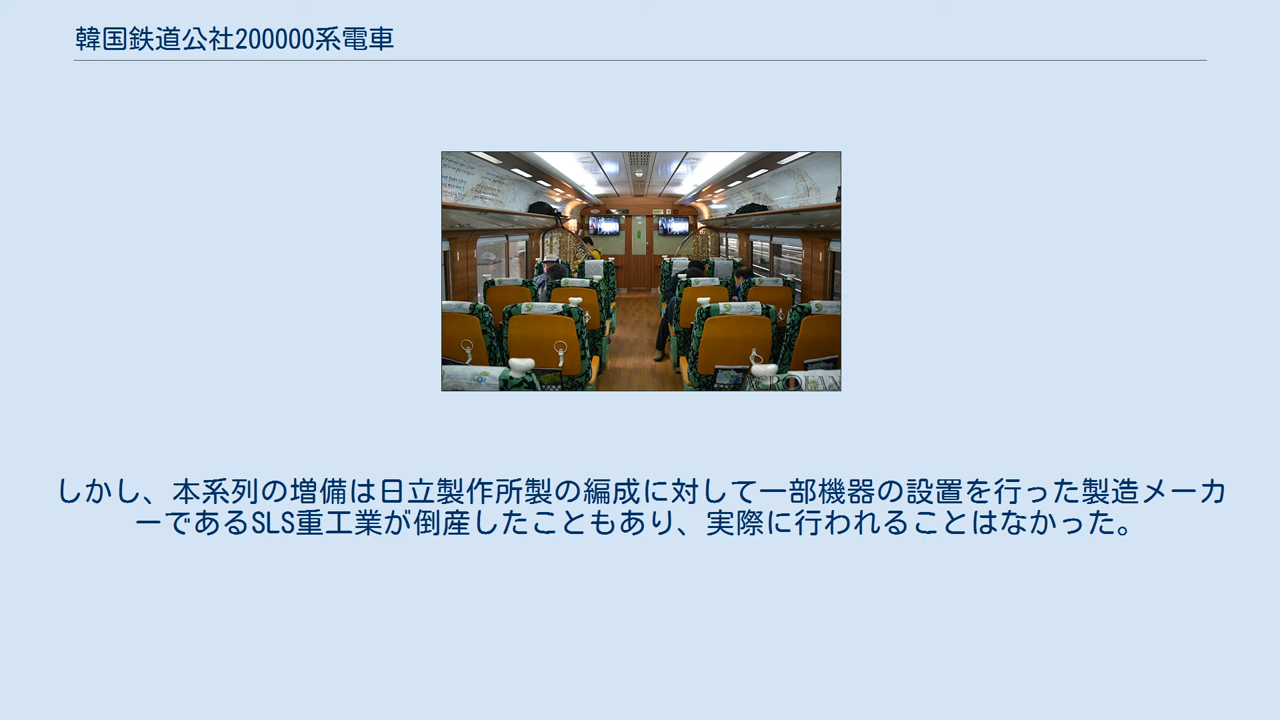 韓国鉄道公社200000系電車
ACROFAN
しかし、本系列の増備は日立製作所製の編成に対して一部機器の設置を行った製造メーカ
ーであるSLS重工業が倒産したこともあり、実際に行われることはなかった。